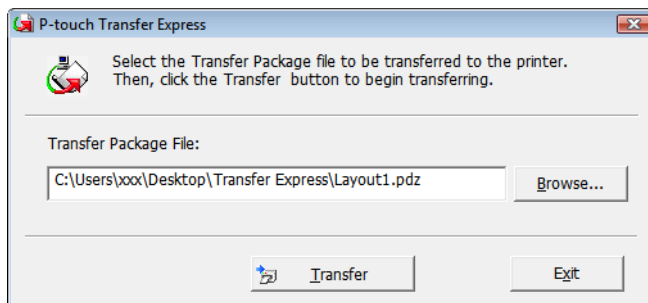 P-touch Transfer Express
Select the Transfer Package file to be transferred to the printer.
Then, click the Transfer button to begin transferring.
Transfer Package File:
C:\Users\xxx\Desktop\Transfer Express\Layout1.pdz
Browse...
Transfer
Exit